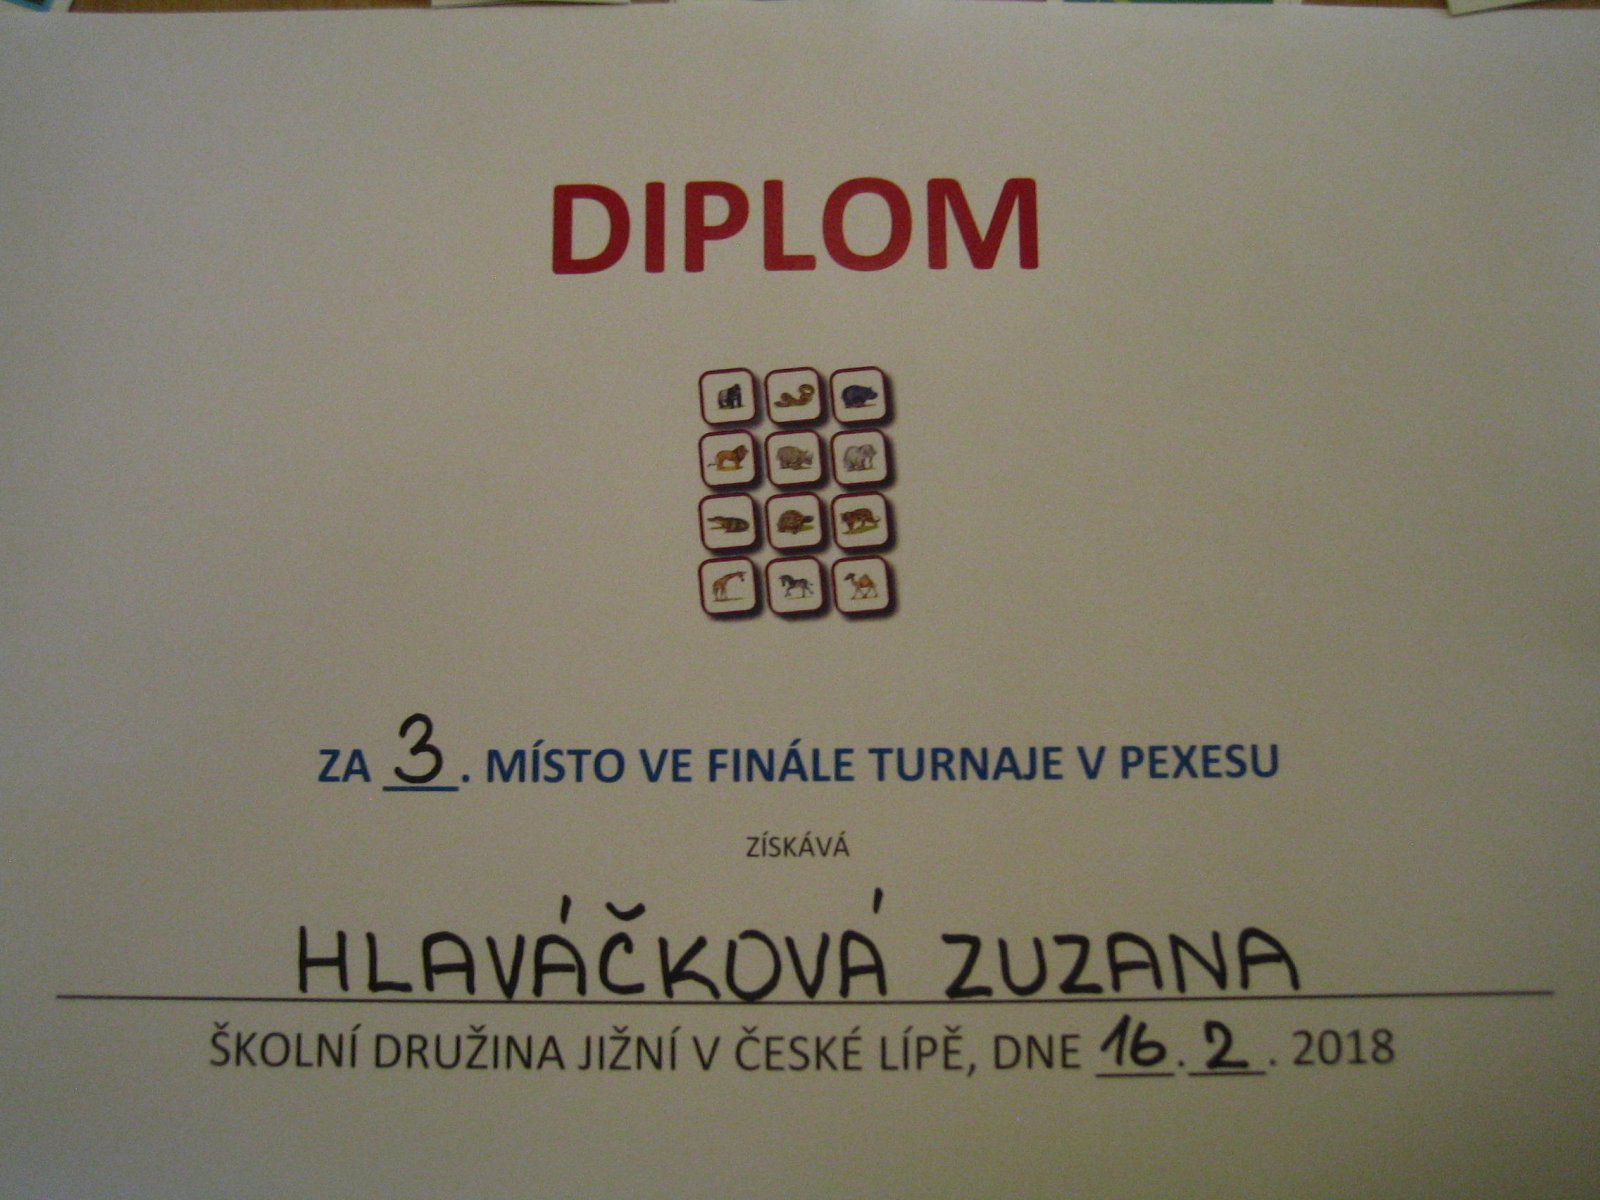 DIPLOM
ZA 3. MÍSTO VE FINÁLE TURNAJE V PEXESU
ZÍSKÁVÁ
HLAVÁČKOVÁ ZUZANA
ŠKOLNÍ DRUŽINA JIŽNÍ V ČESKÉ LÍPĚ, DNE 16.2. 2018